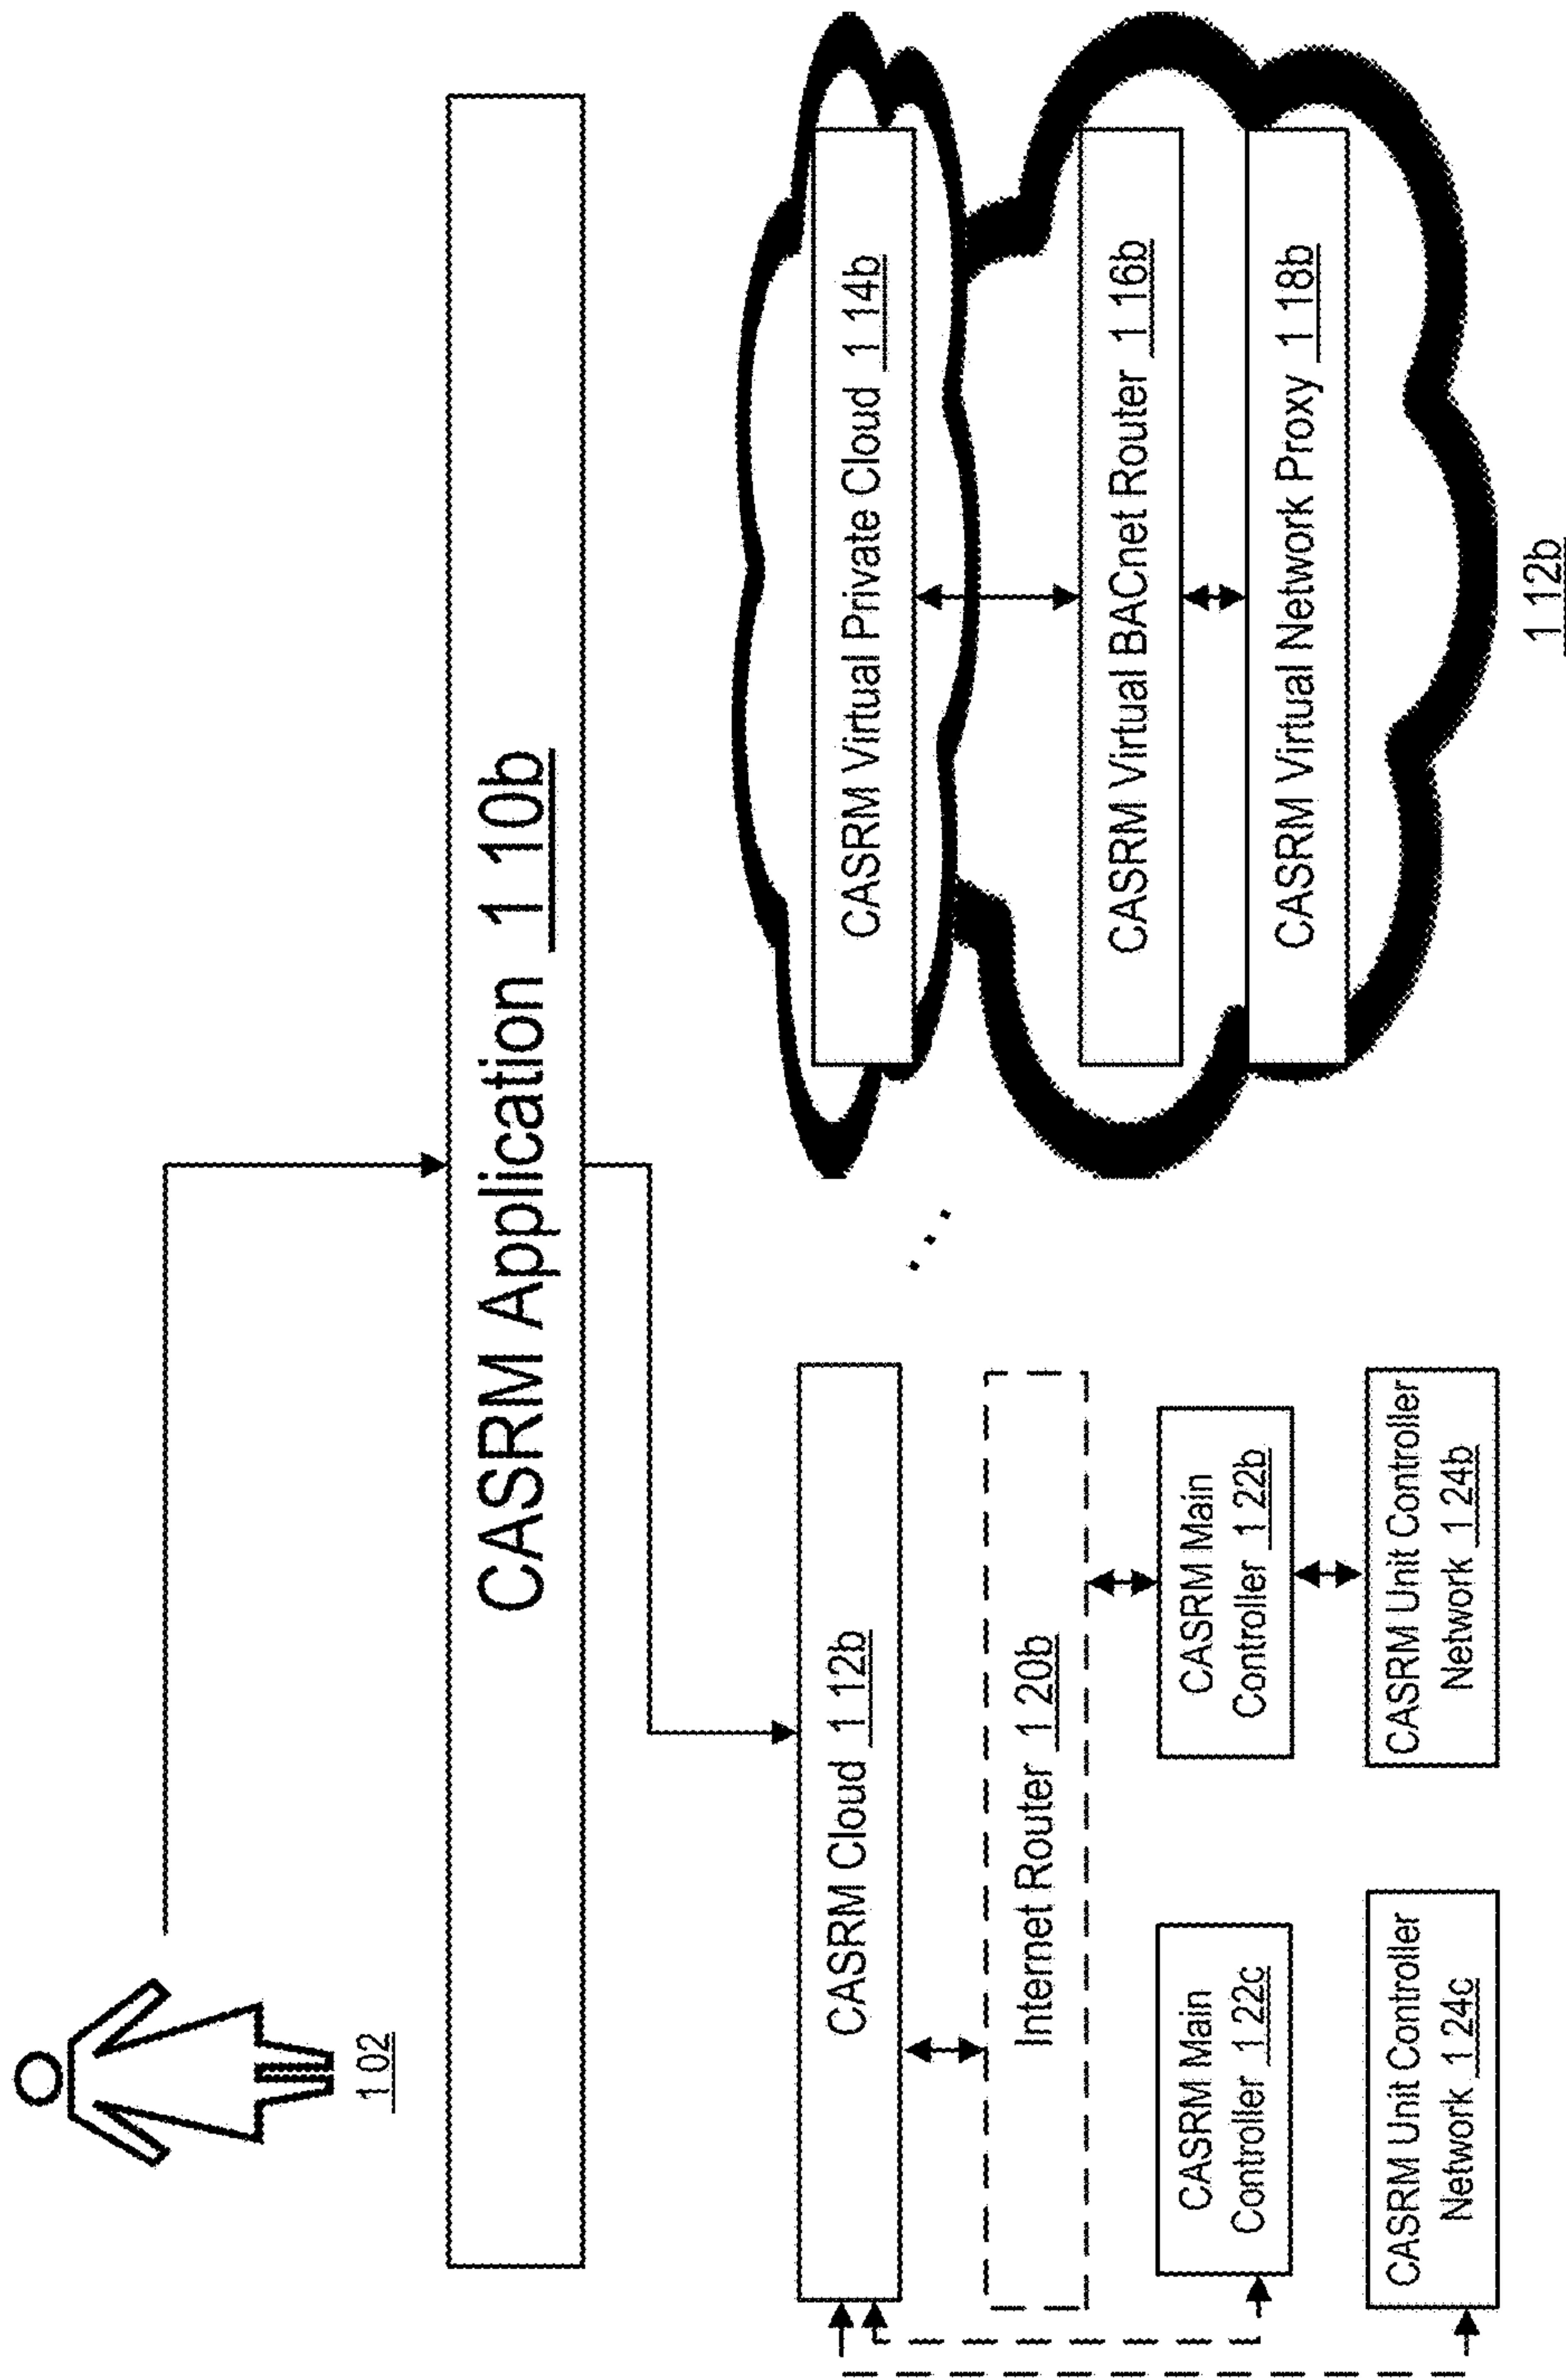 102
CASRM Application 110b
CASRM Cloud 112b
Internet Router 120b
CASRM Main
Controller 122c
CASRM Main
Controller 122b
CASRM Unit Controller
Network 124c
CASRM Unit Controller
Network 124b
...
CASRM Virtual Private Cloud 114b
CASRM Virtual BACnet Router 116b
CASRM Virtual Network Proxy 118b
112b